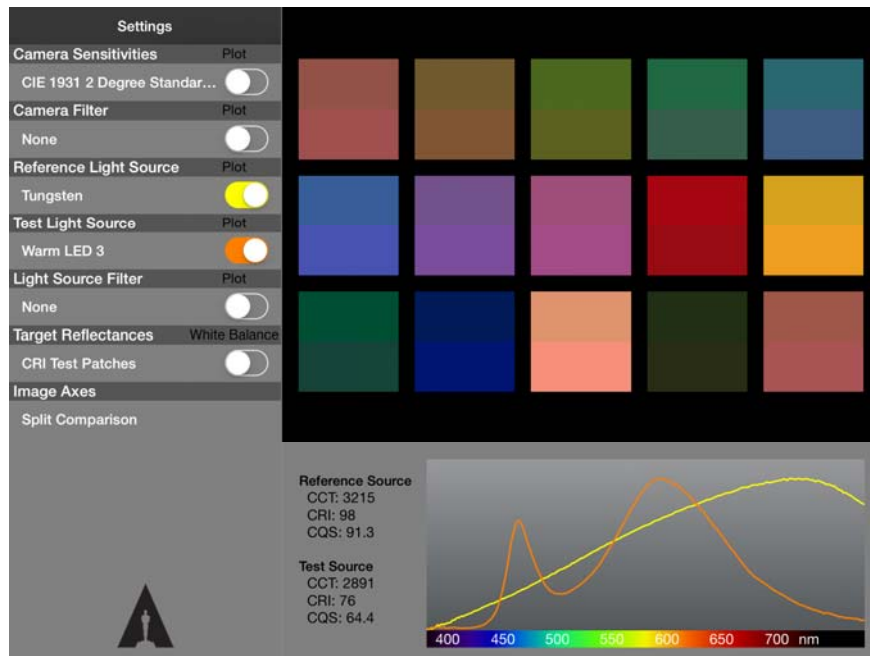 Settings
Camera Sensitivities Plot
CIE 1931 2 Degree Standar...
Camera Filter Plot
None
Reference Light Source Plot
Tungsten
Test Light Source Plot
Warm LED 3
Light Source Filter Plot
None
Target Reflectances White Balance
CRI Test Patches
Image Axes
Split Comparison
Reference Source
CCT: 3215
CRI: 98
CQS: 91.3
Test Source
CCT: 2891
CRI: 76
CQS: 64.4
400 450 500 550 600 650 700 nm